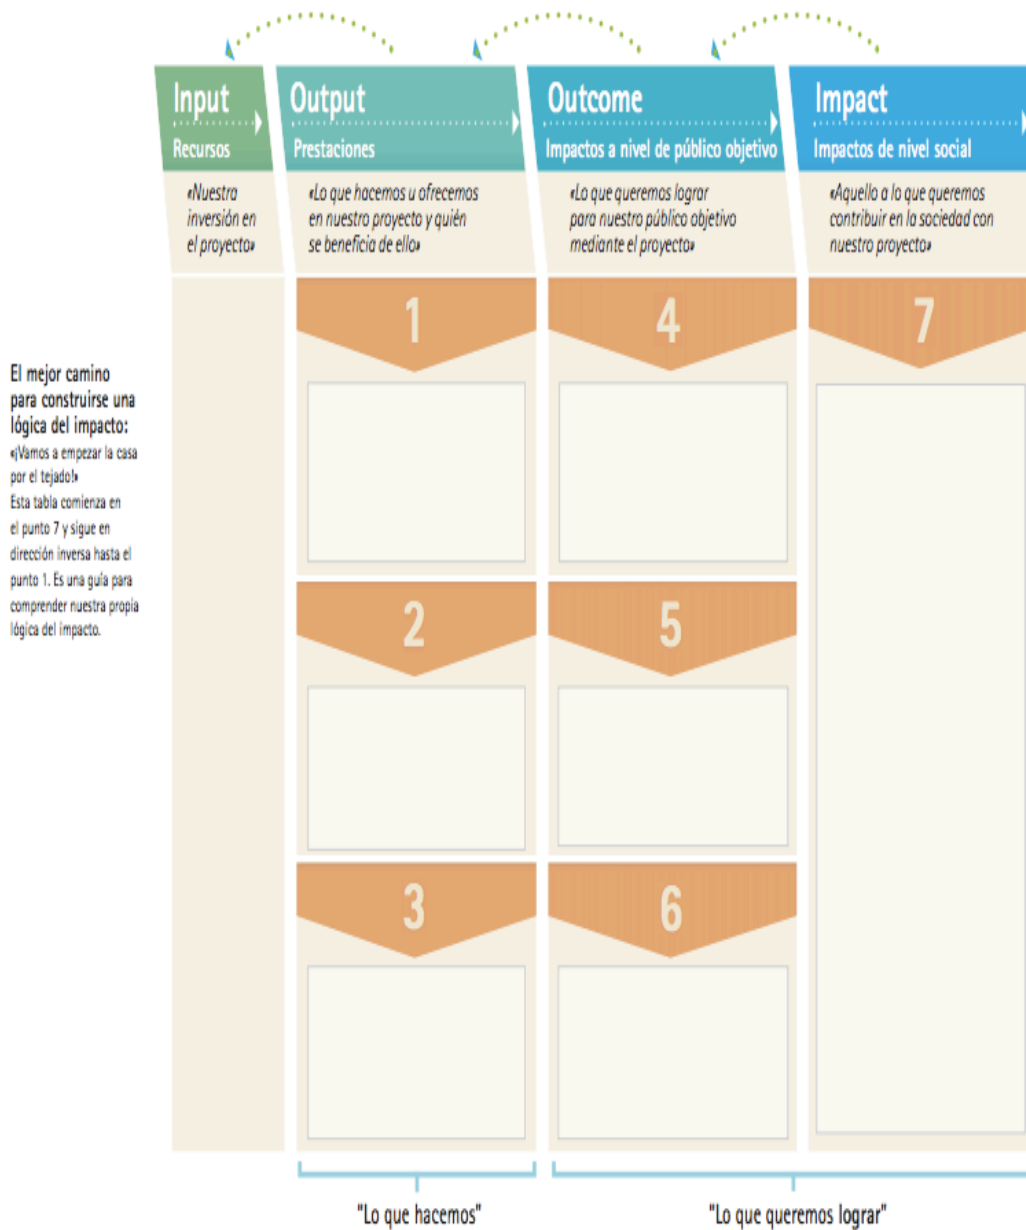 Input
Recursos
«Nuestra
inversión en
el proyecto»
Output
Prestaciones
«Lo que hacemos u ofrecemos
en nuestro proyecto y quién
se beneficia de ello»
Outcome
Impactos a nivel de público objetivo
«Lo que queremos lograr
para nuestro público objetivo
mediante el proyecto»
Impact
Impactos de nivel social
«Aquello a lo que queremos
contribuir en la sociedad con
nuestro proyecto»
El mejor camino
para construirse una
lógica del impacto:
«¡Vamos a empezar la casa
por el tejado!»
Esta tabla comienza en
el punto 7 y sigue en
dirección inversa hasta el
punto 1. Es una guía para
comprender nuestra propia
lógica del impacto.
1
4
7
2
5
3
6
"Lo que hacemos"
"Lo que queremos lograr"